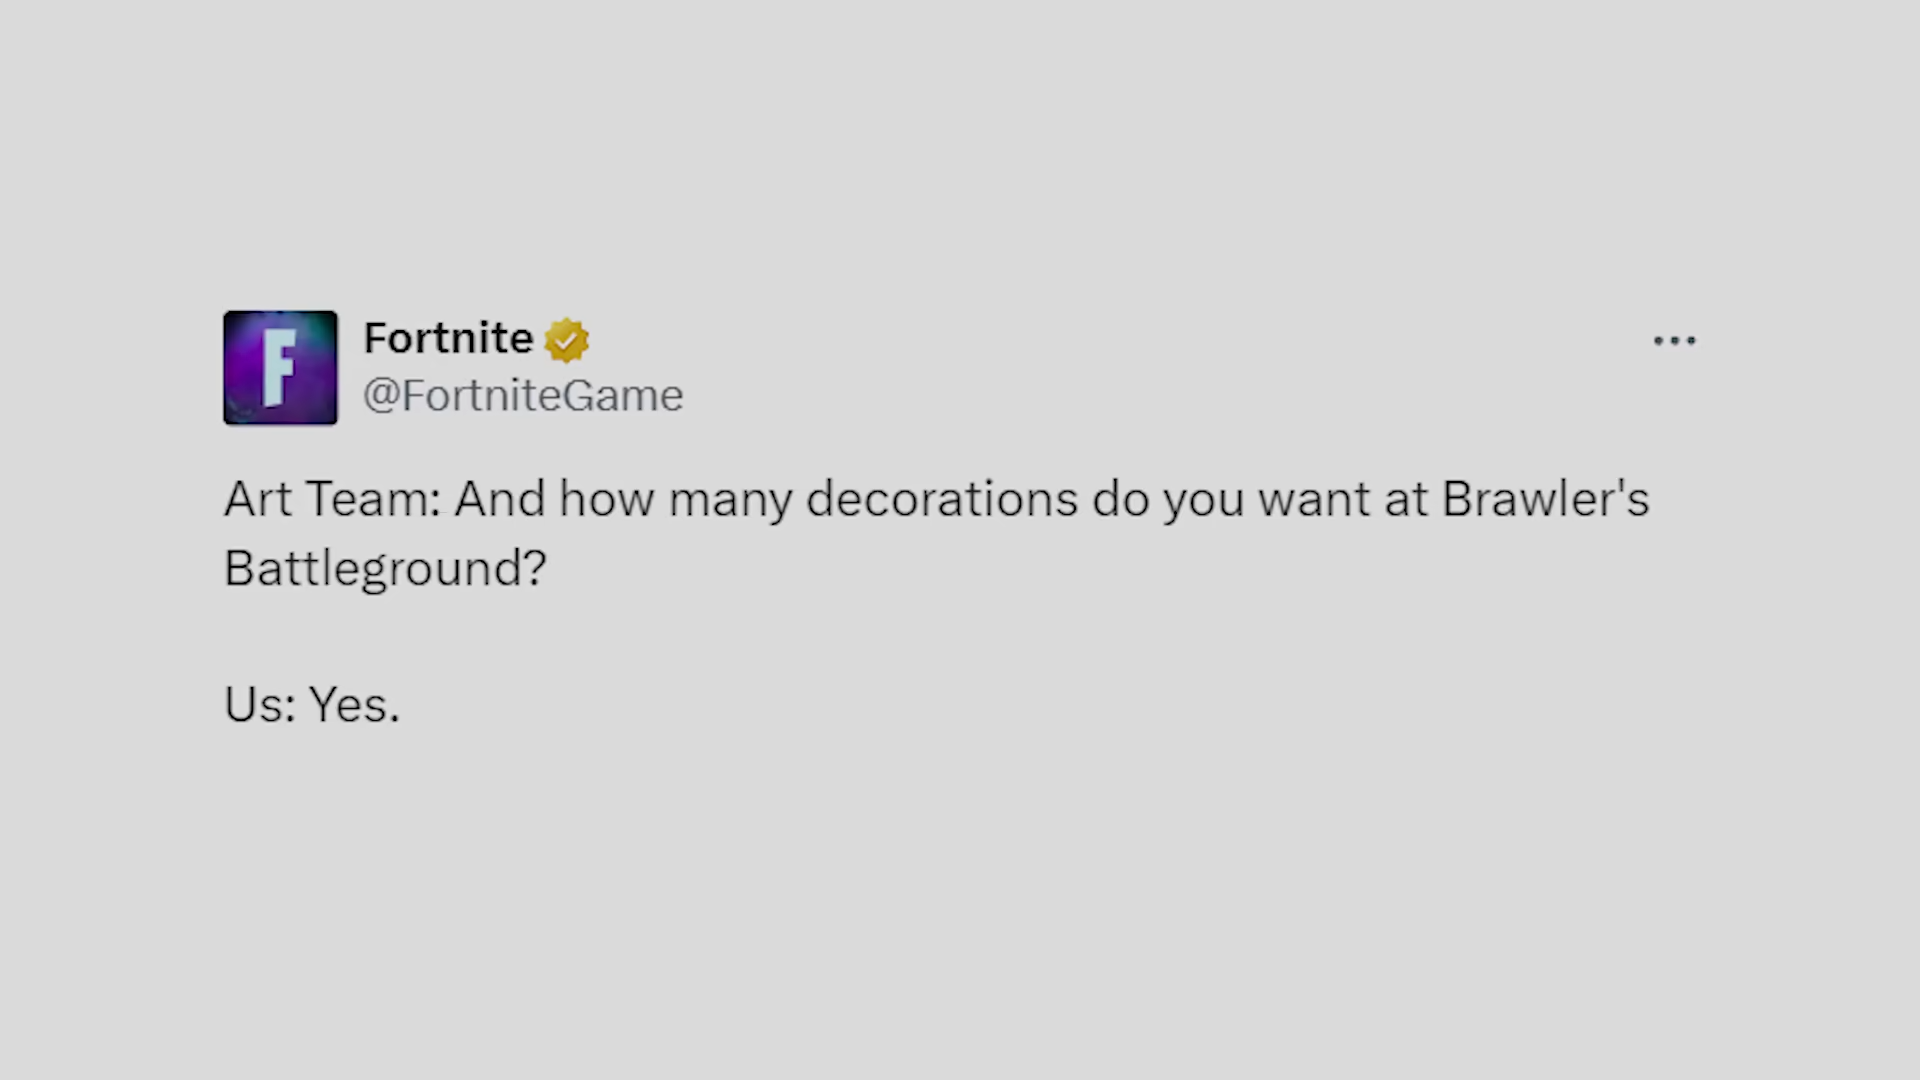 F
Fortnite
@FortniteGame
Art Team: And how many decorations do you want at Brawler's
Battleground?
Us: Yes.